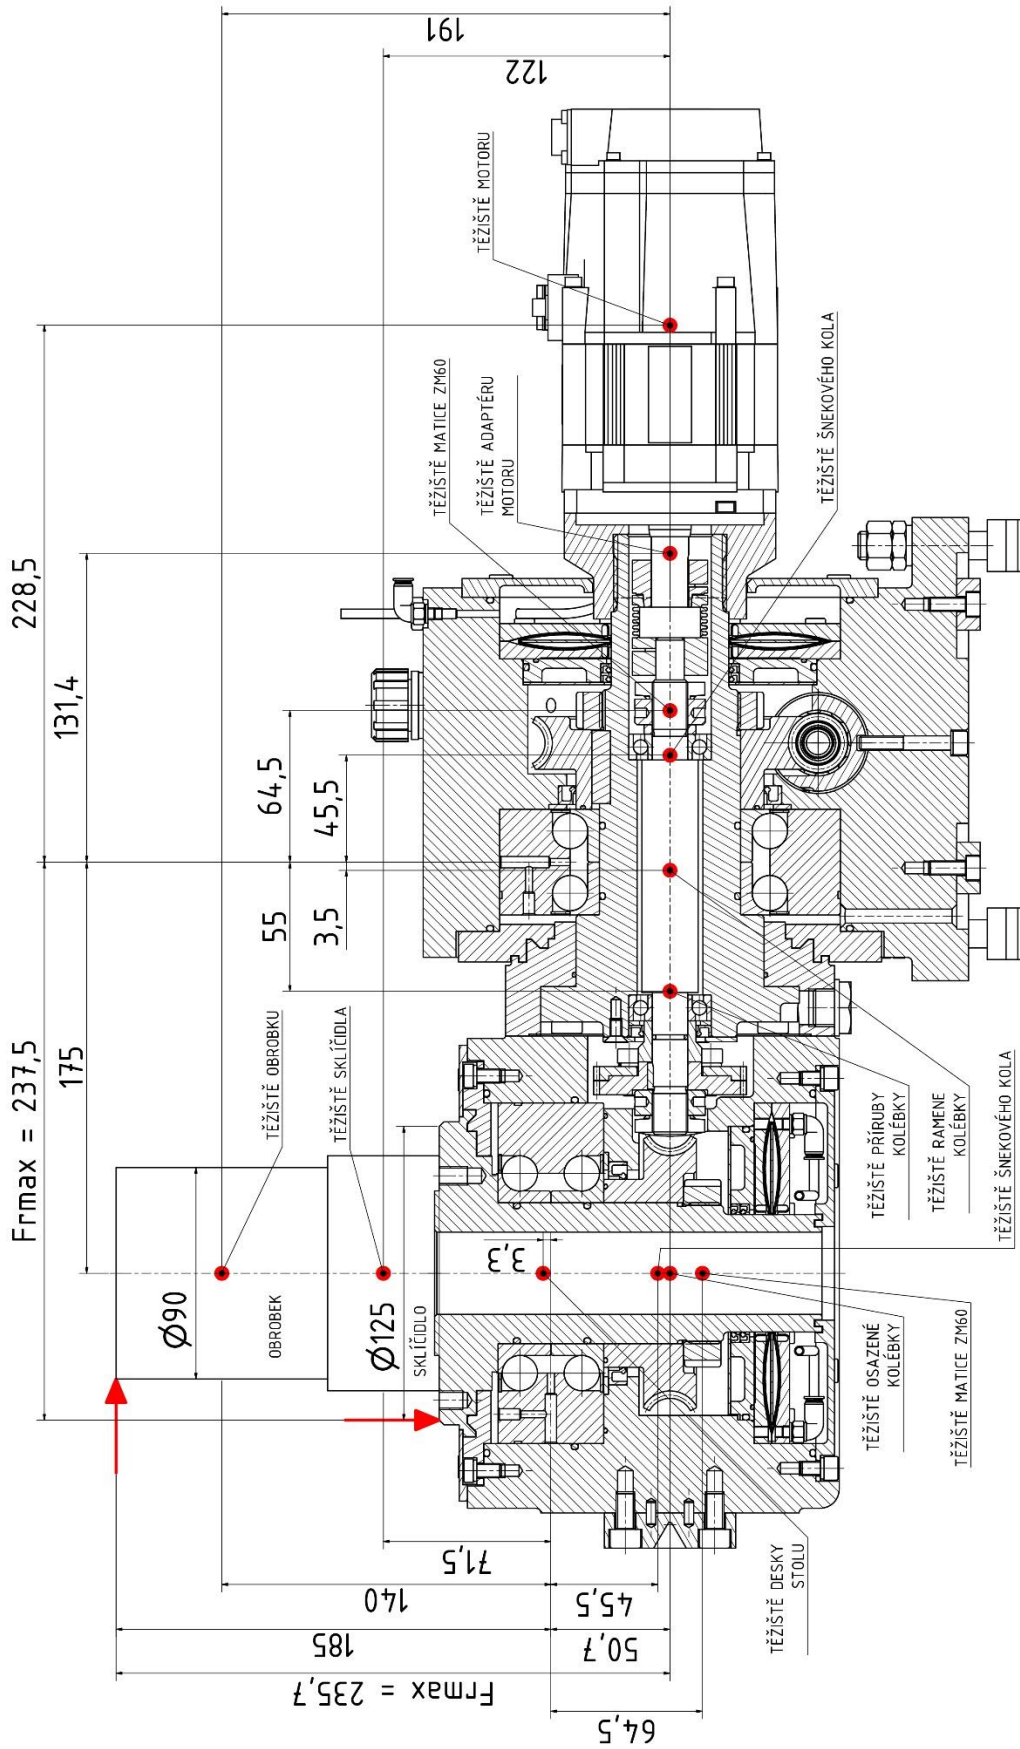 191
122
TĚŽIŠTĚ MOTORU
228,5
TĚŽIŠTĚ MATICE ZM60
TĚŽIŠTĚ ADAPTÉRU
MOTORU
TĚŽIŠTĚ ŠNEKOVÉHO KOLA
131,4
64,5
45,5
55
3,5
Frmax = 237,5
175
TĚŽIŠTĚ OBROBKU
TĚŽIŠTĚ SKLÍČIDLA
Ø90
OBROBEK
Ø125
SKLÍČIDLO
3,3
TĚŽIŠTĚ PŘÍRUBY
KOLÉBKY
TĚŽIŠTĚ RAMENE
KOLÉBKY
TĚŽIŠTĚ ŠNEKOVÉHO KOLA
TĚŽIŠTĚ OSAZENÉ
KOLÉBKY
TĚŽIŠTĚ MATICE ZM60
TĚŽIŠTĚ DESKY
STOLU
71,5
140
45,5
185
50,7
Frmax = 235,7
64,5